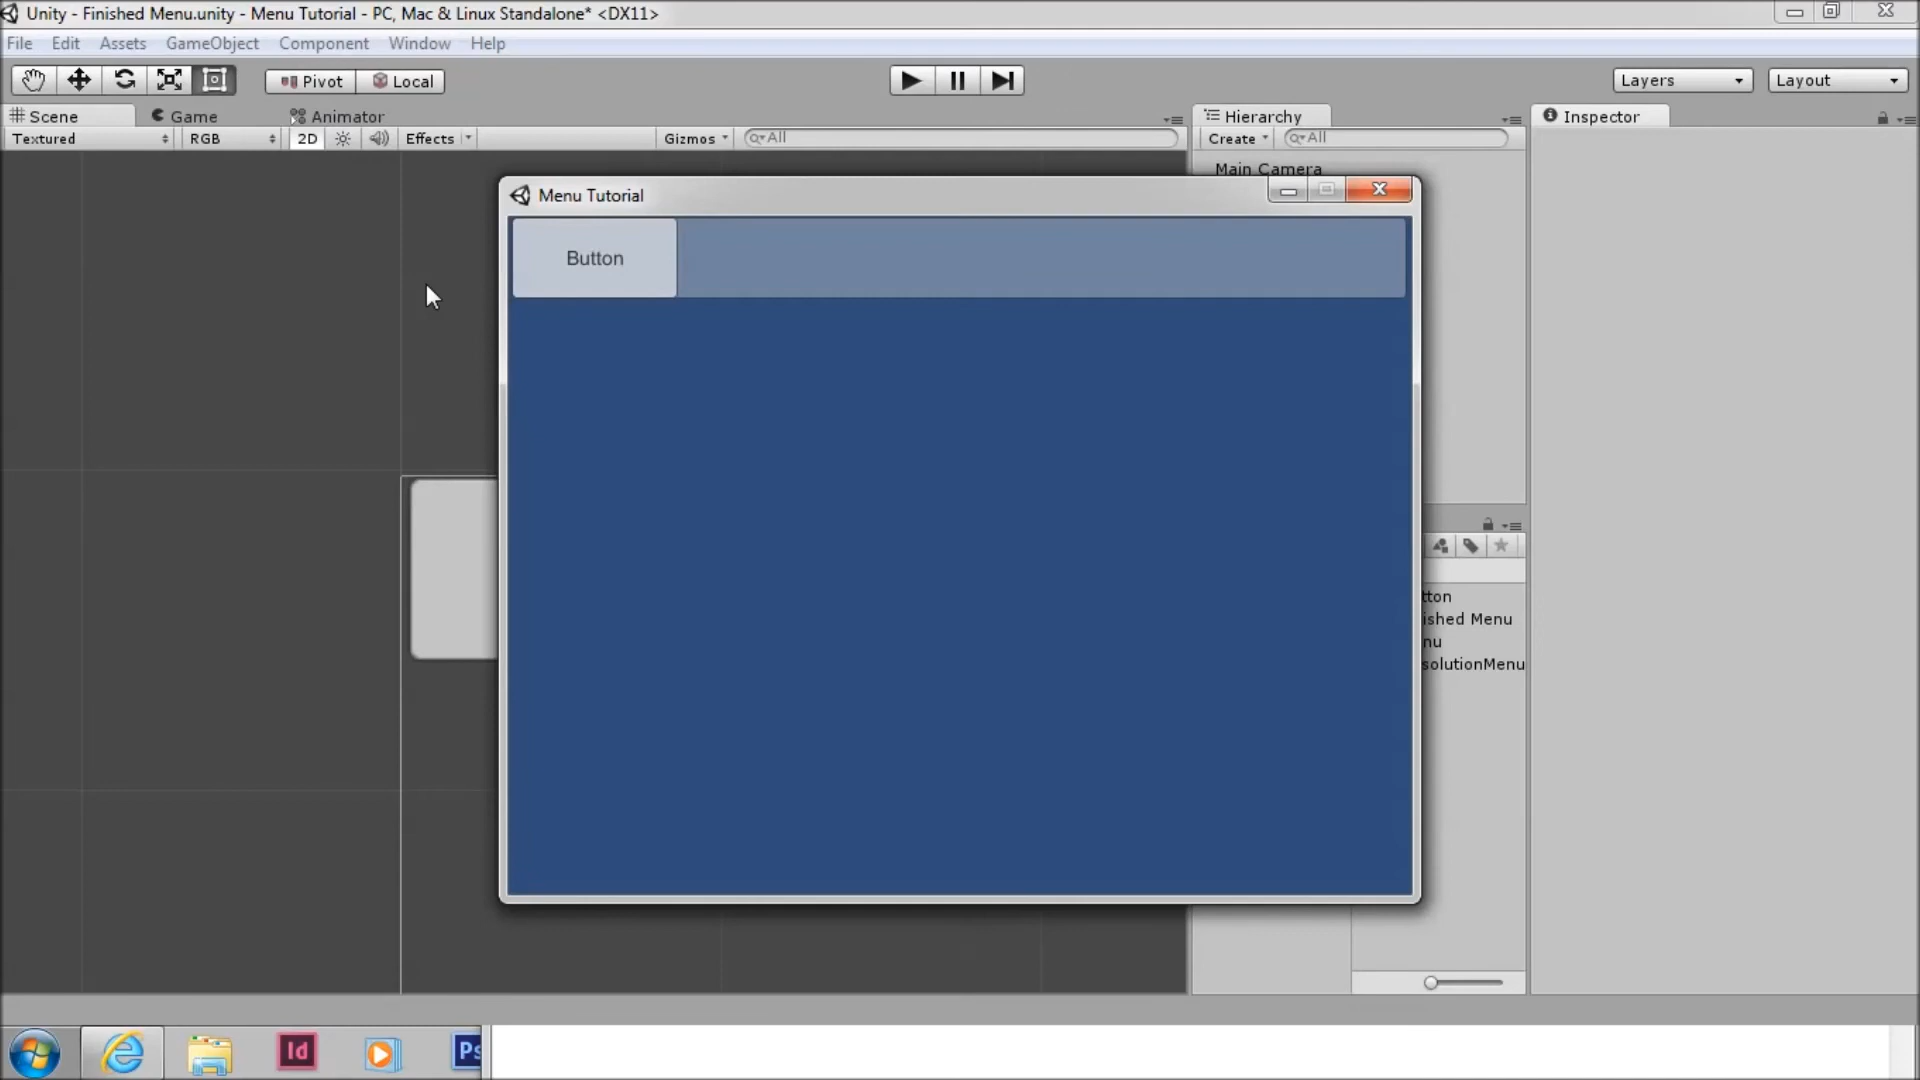 Unity - Finished Menu.unity - Menu Tutorial - PC, Mac & Linux Standalone* <DX11>
File Edit Assets GameObject Component Window Help
Pivot Local Layers Layout
Scene Game Animator Hierarchy Inspector
Textured RGB 2D Effects Gizmos All Create All
Main Camera
Menu Tutorial
Button
tton
ished Menu
nu
solutionMenu
Id Ps